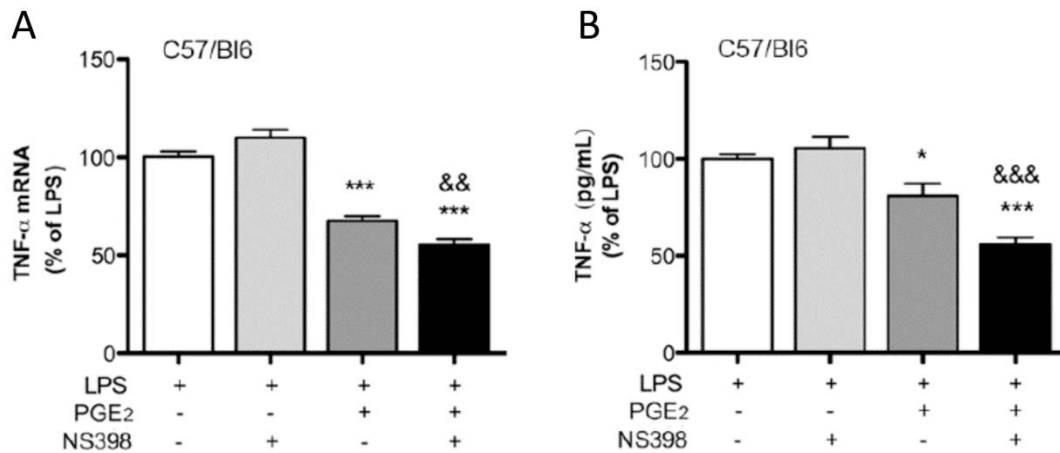 A
C57/Bl6
TNF-α mRNA
(% of LPS)
150
100
50
0
***
&&
***
LPS + + + +
PGE2 - - + +
NS398 - + - +
B
C57/Bl6
TNF-α (pg/mL)
(% of LPS)
150
100
50
0
*
&&&
***
LPS + + + +
PGE2 - - + +
NS398 - + - +